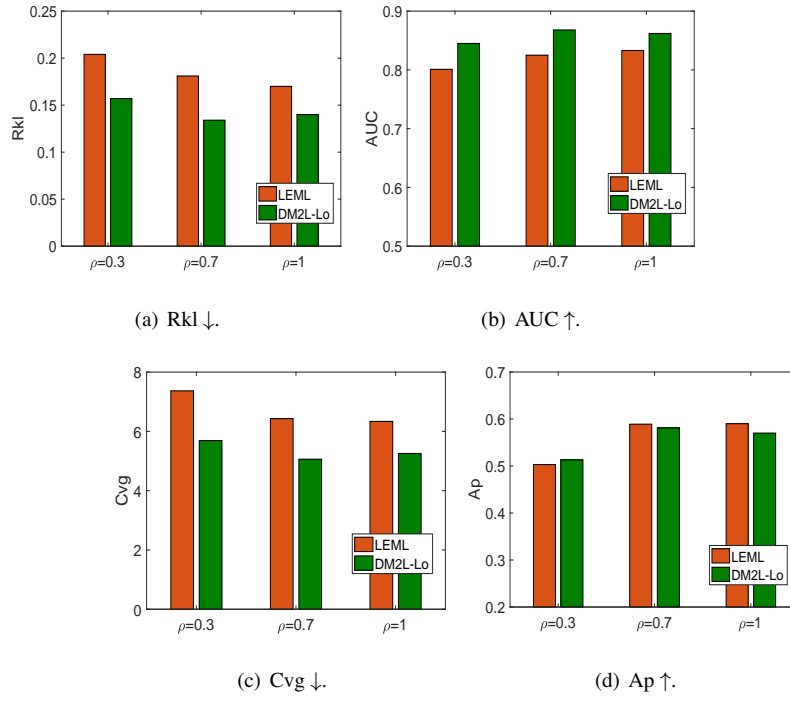 0.25
0.2
0.15
0.1
0.05
0
Rkl
LEML
DM2L-Lo
ρ=0.3
ρ=0.7
ρ=1
(a) Rkl ↓.
0.9
0.8
0.7
0.6
0.5
AUC
LEML
DM2L-Lo
ρ=0.3
ρ=0.7
ρ=1
(b) AUC ↑.
8
6
4
2
0
Cvg
LEML
DM2L-Lo
ρ=0.3
ρ=0.7
ρ=1
(c) Cvg ↓.
0.7
0.6
0.5
0.4
0.3
0.2
Ap
LEML
DM2L-Lo
ρ=0.3
ρ=0.7
ρ=1
(d) Ap ↑.